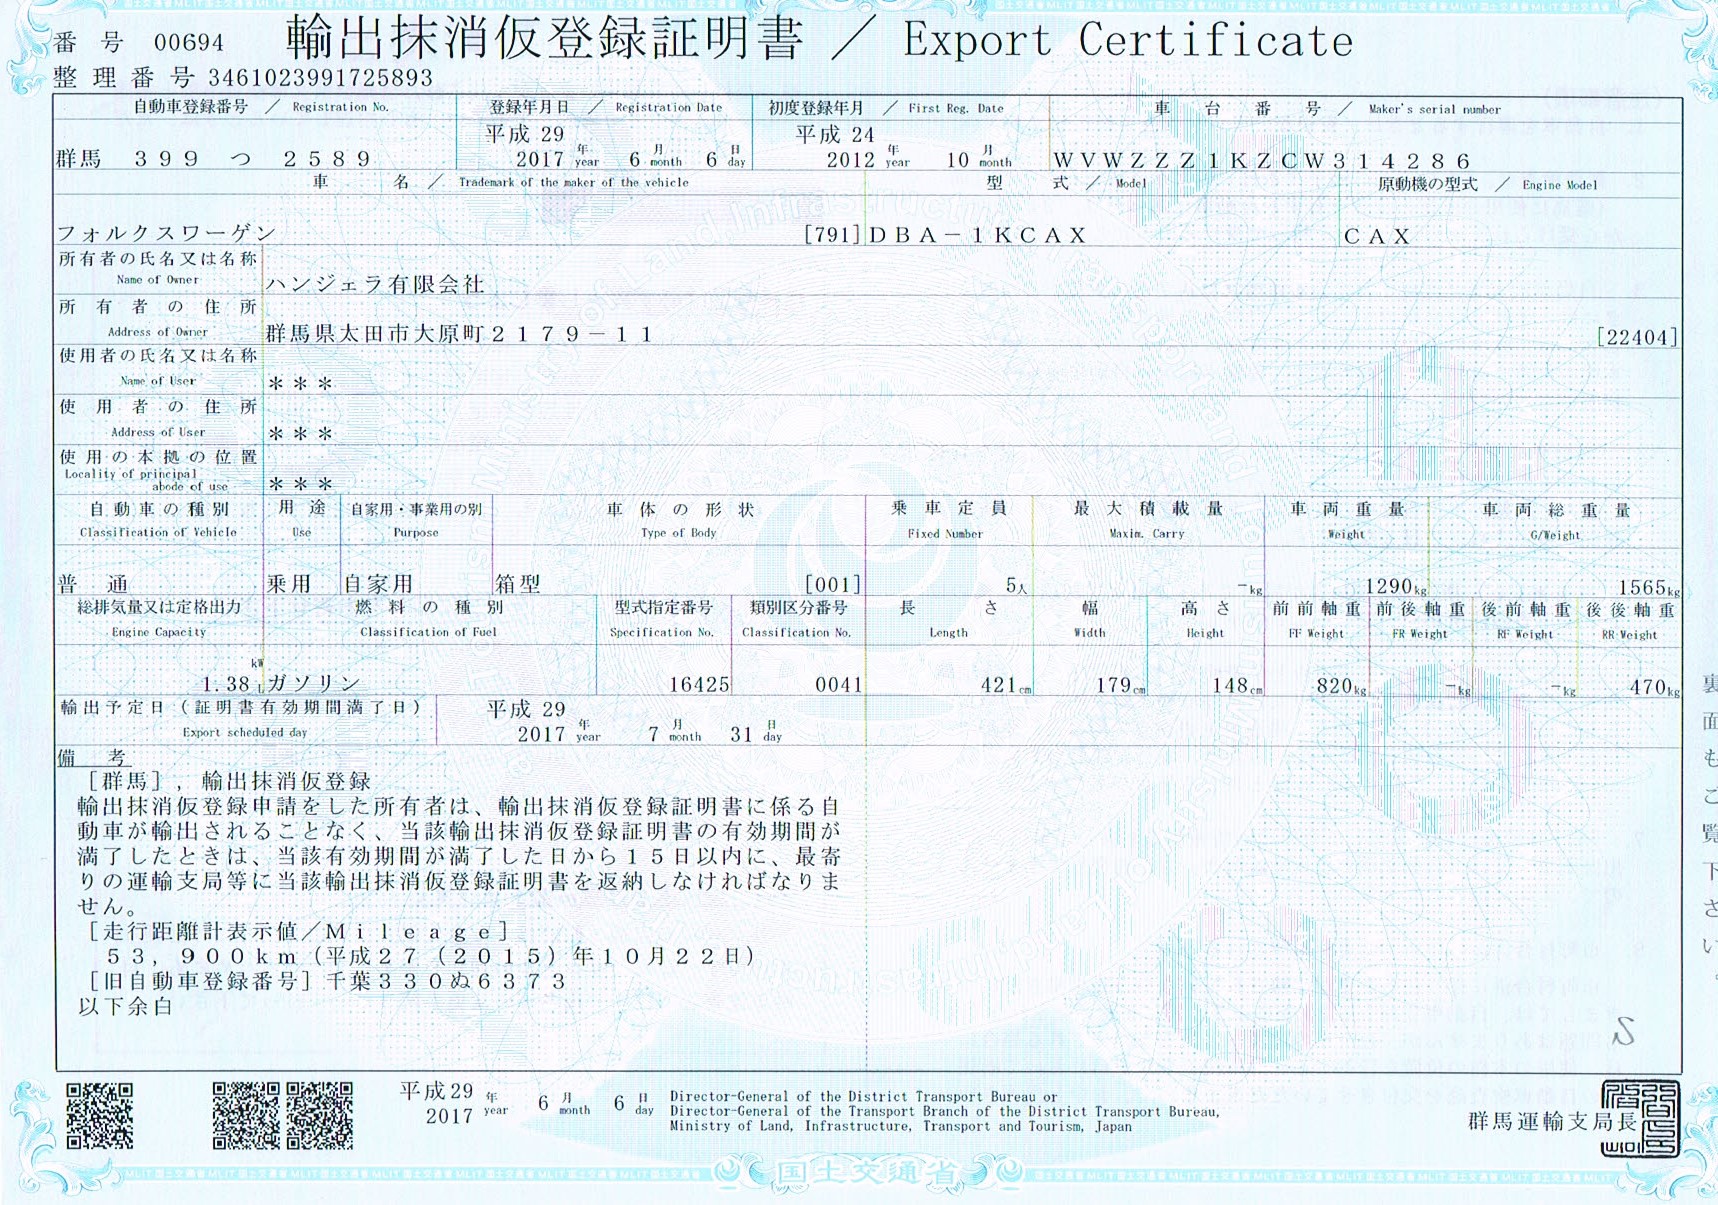 番号 00694 輸出抹消仮登録証明書 ／ Export Certificate
整理番号 3461023991725893
自動車登録番号 ／ Registration No. 登録年月日 ／ Registration Date 初度登録年月 ／ First Reg. Date 車台番号 ／ Maker's serial number
平成 29 平成 24
群馬 399 つ 2589 2017 年 year 6 月 month 6 日 day 2012 年 year 10 月 month WVWZZZ1KZCW314286
車名 ／ Trademark of the maker of the vehicle 型式 ／ Model 原動機の型式 ／ Engine Model
フォルクスワーゲン [791] DBA－1KCAX CAX
所有者の氏名又は名称
Name of Owner
ハンジェラ有限会社
所有者の住所
Address of Owner
群馬県太田市大原町2179－11 [22404]
使用者の氏名又は名称
Name of User
＊＊＊
使用者の住所
Address of User
＊＊＊
使用の本拠の位置
Locality of principal
abode of use
＊＊＊
自動車の種別 用途 自家用・事業用の別 車体の形状 乗車定員 最大積載量 車両重量 車両総重量
Classification of Vehicle Use Purpose Type of Body Fixed Number Maxim. Carry Weight G/Weight
普通 乗用 自家用 箱型 [001] 5人 －kg 1290kg 1565kg
総排気量又は定格出力 燃料の種別 型式指定番号 類別区分番号 長さ 幅 高さ 前前軸重 前後軸重 後前軸重 後後軸重
Engine Capacity Classification of Fuel Specification No. Classification No. Length Width Height FF Weight FR Weight RF Weight RR Weight
kW
1.38 L ガソリン 16425 0041 421cm 179cm 148cm 820kg －kg －kg 470kg
輸出予定日（証明書有効期間満了日） 平成 29
Export scheduled day 2017 年 year 7 月 month 31 日 day
備考
［群馬］，輸出抹消仮登録
輸出抹消仮登録申請をした所有者は、輸出抹消仮登録証明書に係る自
動車が輸出されることなく、当該輸出抹消仮登録証明書の有効期間が
満了したときは、当該有効期間が満了した日から15日以内に、最寄
りの運輸支局等に当該輸出抹消仮登録証明書を返納しなければなりま
せん。
［走行距離計表示値／Mileage］
53，900km（平成27（2015）年10月22日）
［旧自動車登録番号］千葉330ぬ6373
以下余白
裏面もご覧下さい。
平成29 年 year 6 月 month 6 日 day
2017
Director-General of the District Transport Bureau or
Director-General of the Transport Branch of the District Transport Bureau,
Ministry of Land, Infrastructure, Transport and Tourism, Japan
群馬運輸支局長
国土交通省